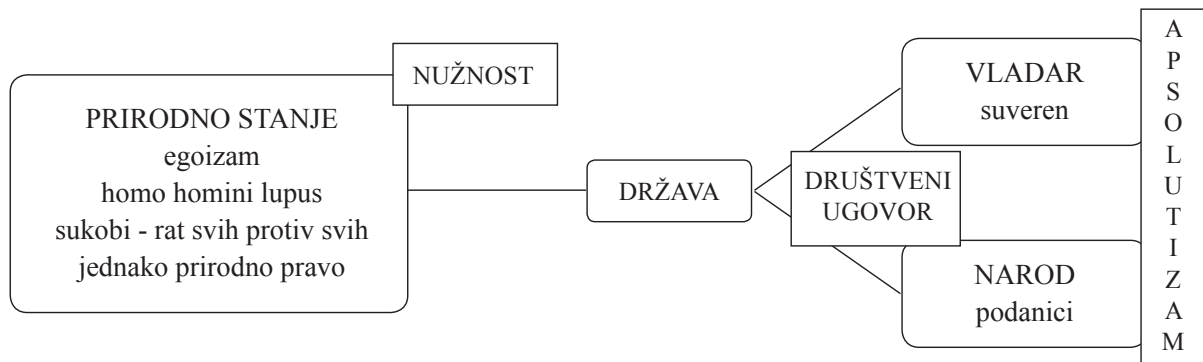 NUŽNOST
PRIRODNO STANJE
egoizam
homo homini lupus
sukobi - rat svih protiv svih
jednako prirodno pravo
DRŽAVA
DRUŠTVENI
UGOVOR
VLADAR
suveren
NAROD
podanici
A
P
S
O
L
U
T
I
Z
A
M